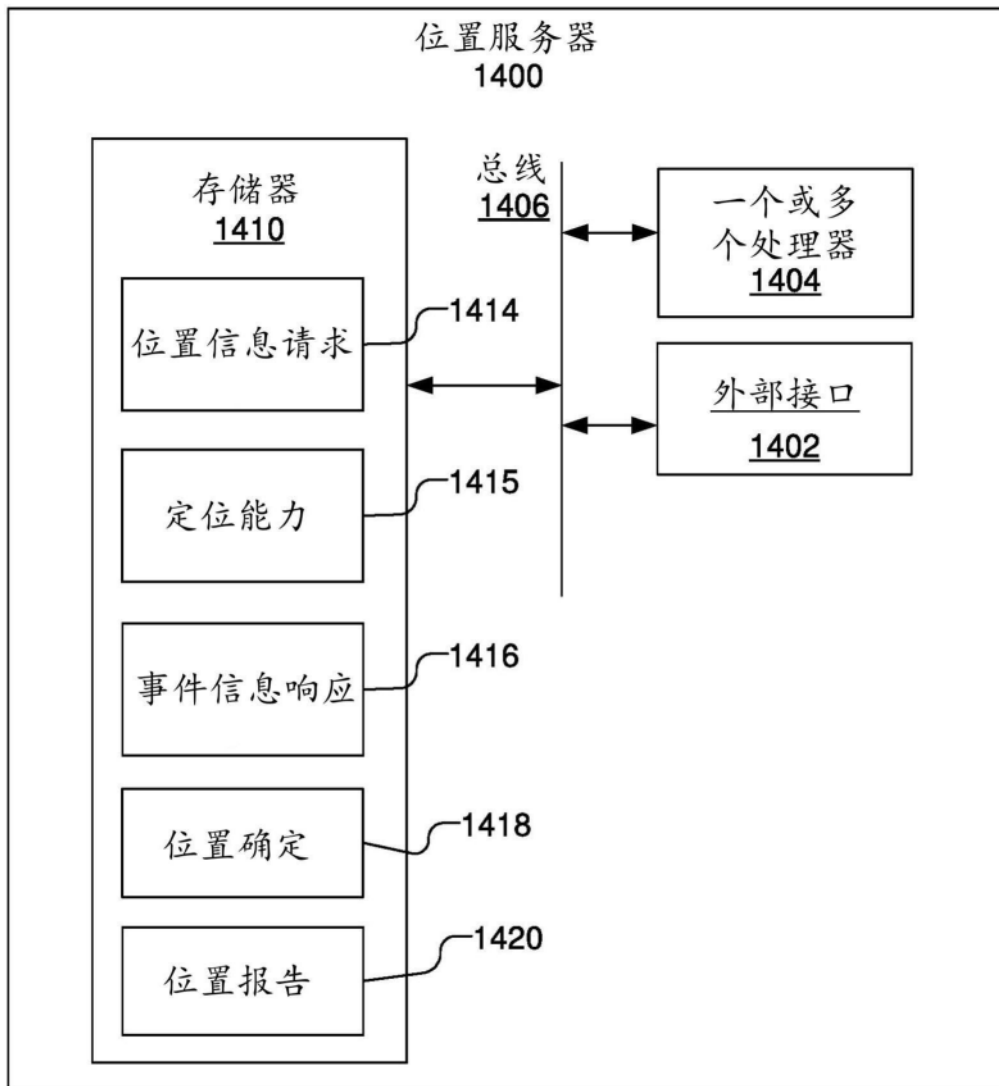 位置服务器
1400
存储器
1410
位置信息请求
1414
定位能力
1415
事件信息响应
1416
位置确定
1418
位置报告
1420
总线
1406
一个或多
个处理器
1404
外部接口
1402